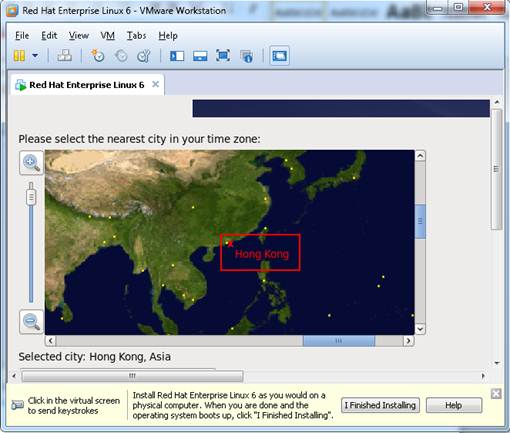 Red Hat Enterprise Linux 6 - VMware Workstation
File Edit View VM Tabs Help
Red Hat Enterprise Linux 6
Please select the nearest city in your time zone:
Hong Kong
Selected city: Hong Kong, Asia
Click in the virtual screen
to send keystrokes
Install Red Hat Enterprise Linux 6 as you would on a
physical computer. When you are done and the
operating system boots up, click "I Finished Installing".
I Finished Installing
Help